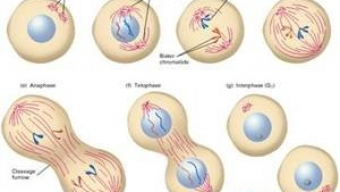 Sister
chromatids
(e) Anaphase
(f) Telophase
(g) Interphase (G₁)
Cleavage
furrow